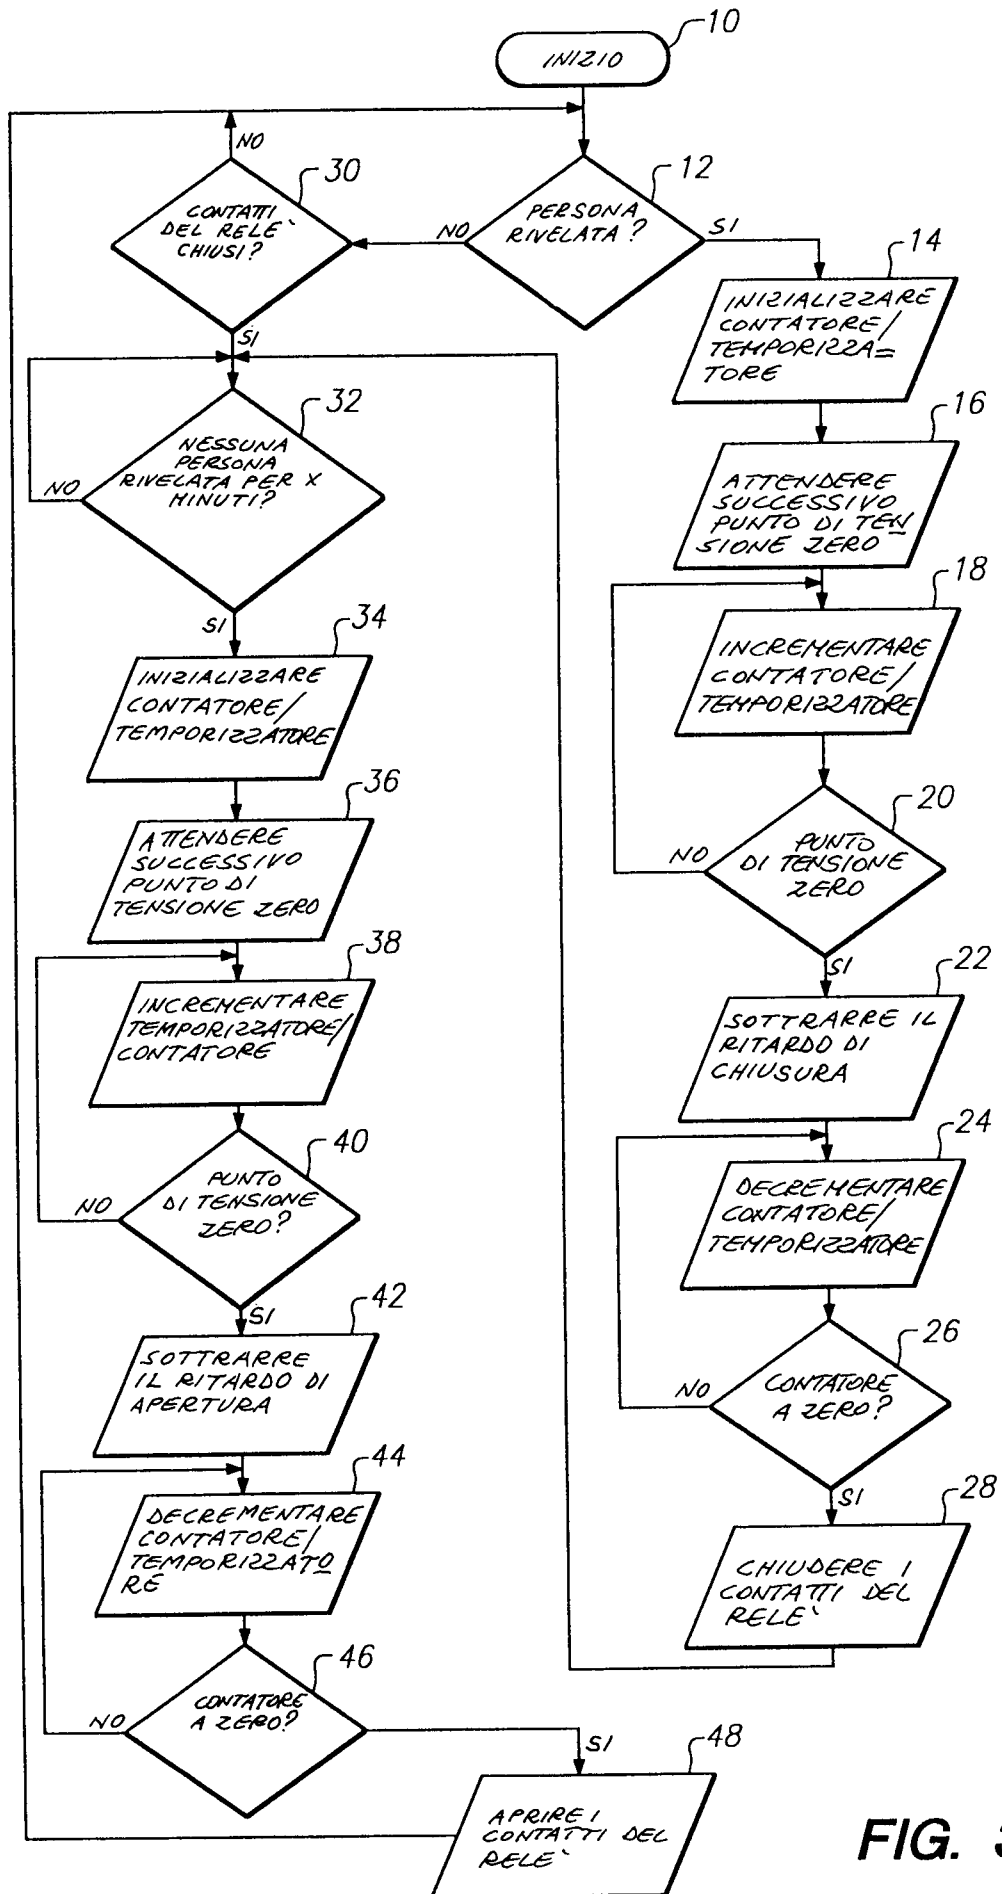 10
INIZIO
NO
30
CONTATTI
DEL RELE`
CHIUSI?
12
PERSONA
RIVELATA?
NO
SI
14
INIZIALIZZARE
CONTATORE/
TEMPORIZZA=
TORE
SI
32
NESSUNA
PERSONA
RIVELATA PER X
MINUTI?
NO
SI
16
ATTENDERE
SUCCESSIVO
PUNTO DI TEN
SIONE ZERO
18
INCREMENTARE
CONTATORE/
TEMPORIZZATORE
34
INIZIALIZZARE
CONTATORE/
TEMPORIZZATORE
20
PUNTO
DI TENSIONE
ZERO
NO
SI
36
ATTENDERE
SUCCESSIVO
PUNTO DI
TENSIONE ZERO
22
SOTTRARRE IL
RITARDO DI
CHIUSURA
38
INCREMENTARE
TEMPORIZZATORE/
CONTATORE
24
DECREMENTARE
CONTATORE/
TEMPORIZZATORE
40
PUNTO
DI TENSIONE
ZERO?
NO
SI
26
CONTATORE
A ZERO?
NO
SI
42
SOTTRARRE
IL RITARDO DI
APERTURA
28
CHIUDERE I
CONTATTI DEL
RELE`
44
DECREMENTARE
CONTATORE/
TEMPORIZZATO
RE
46
CONTATORE
A ZERO?
NO
SI
48
APRIRE I
CONTATTI DEL
RELE`
FIG. 3